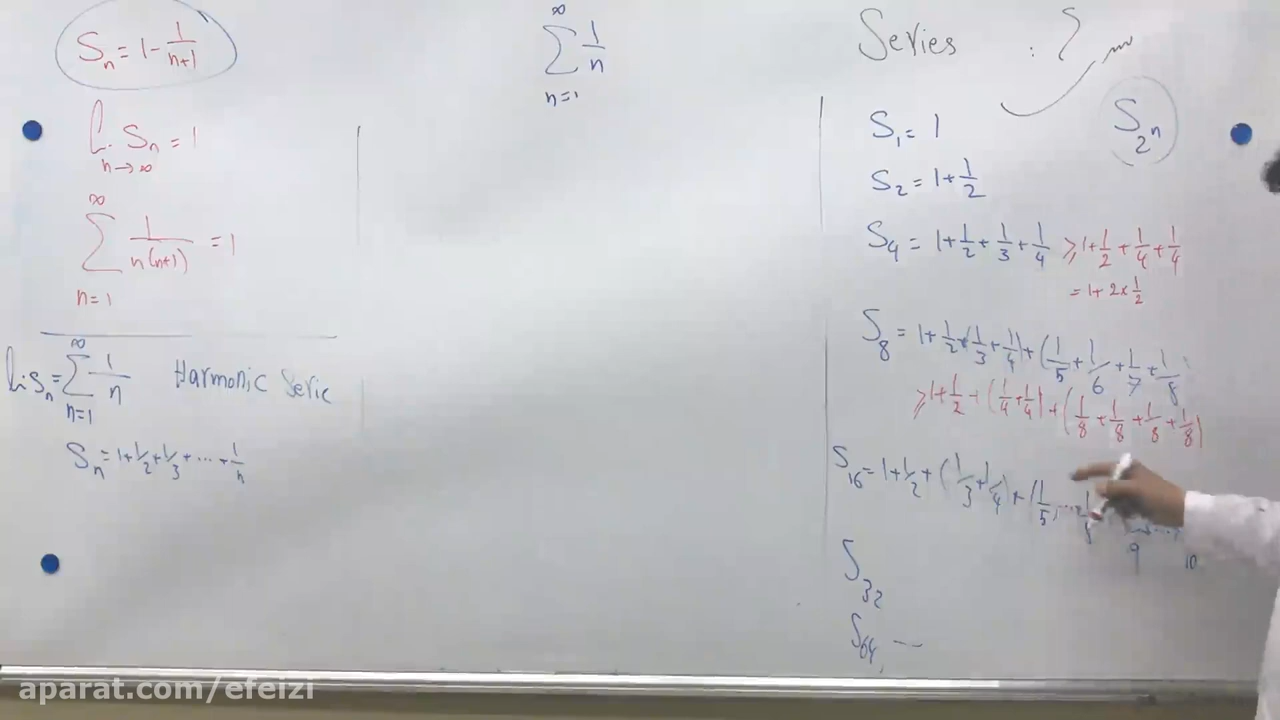 Sₙ = 1 - 1/(n+1)
Sₙ = 1
n→∞
∞
∑ 1/(n(n+1)) = 1
n=1
∞
Sₙ = ∑ 1/n Harmonic Serie
n=1
Sₙ = 1+1/2+1/3+...+1/n
∞
∑ 1/n
n=1
Series : ?
S₂ⁿ
S₁ = 1
S₂ = 1+1/2
S₄ = 1+1/2+1/3+1/4 ⩾ 1+1/2+1/4+1/4
= 1+2×1/2
S₈ = 1+1/2+(1/3+1/4)+(1/5+1/6+1/7+1/8
⩾ 1+1/2+(1/4+1/4)+(1/8+1/8+1/8+1/8)
S₁₆ = 1+1/2+(1/3+1/4)+(1/5,...
9 10
S₃₂
S₆₄, —
aparat.com/efeizi